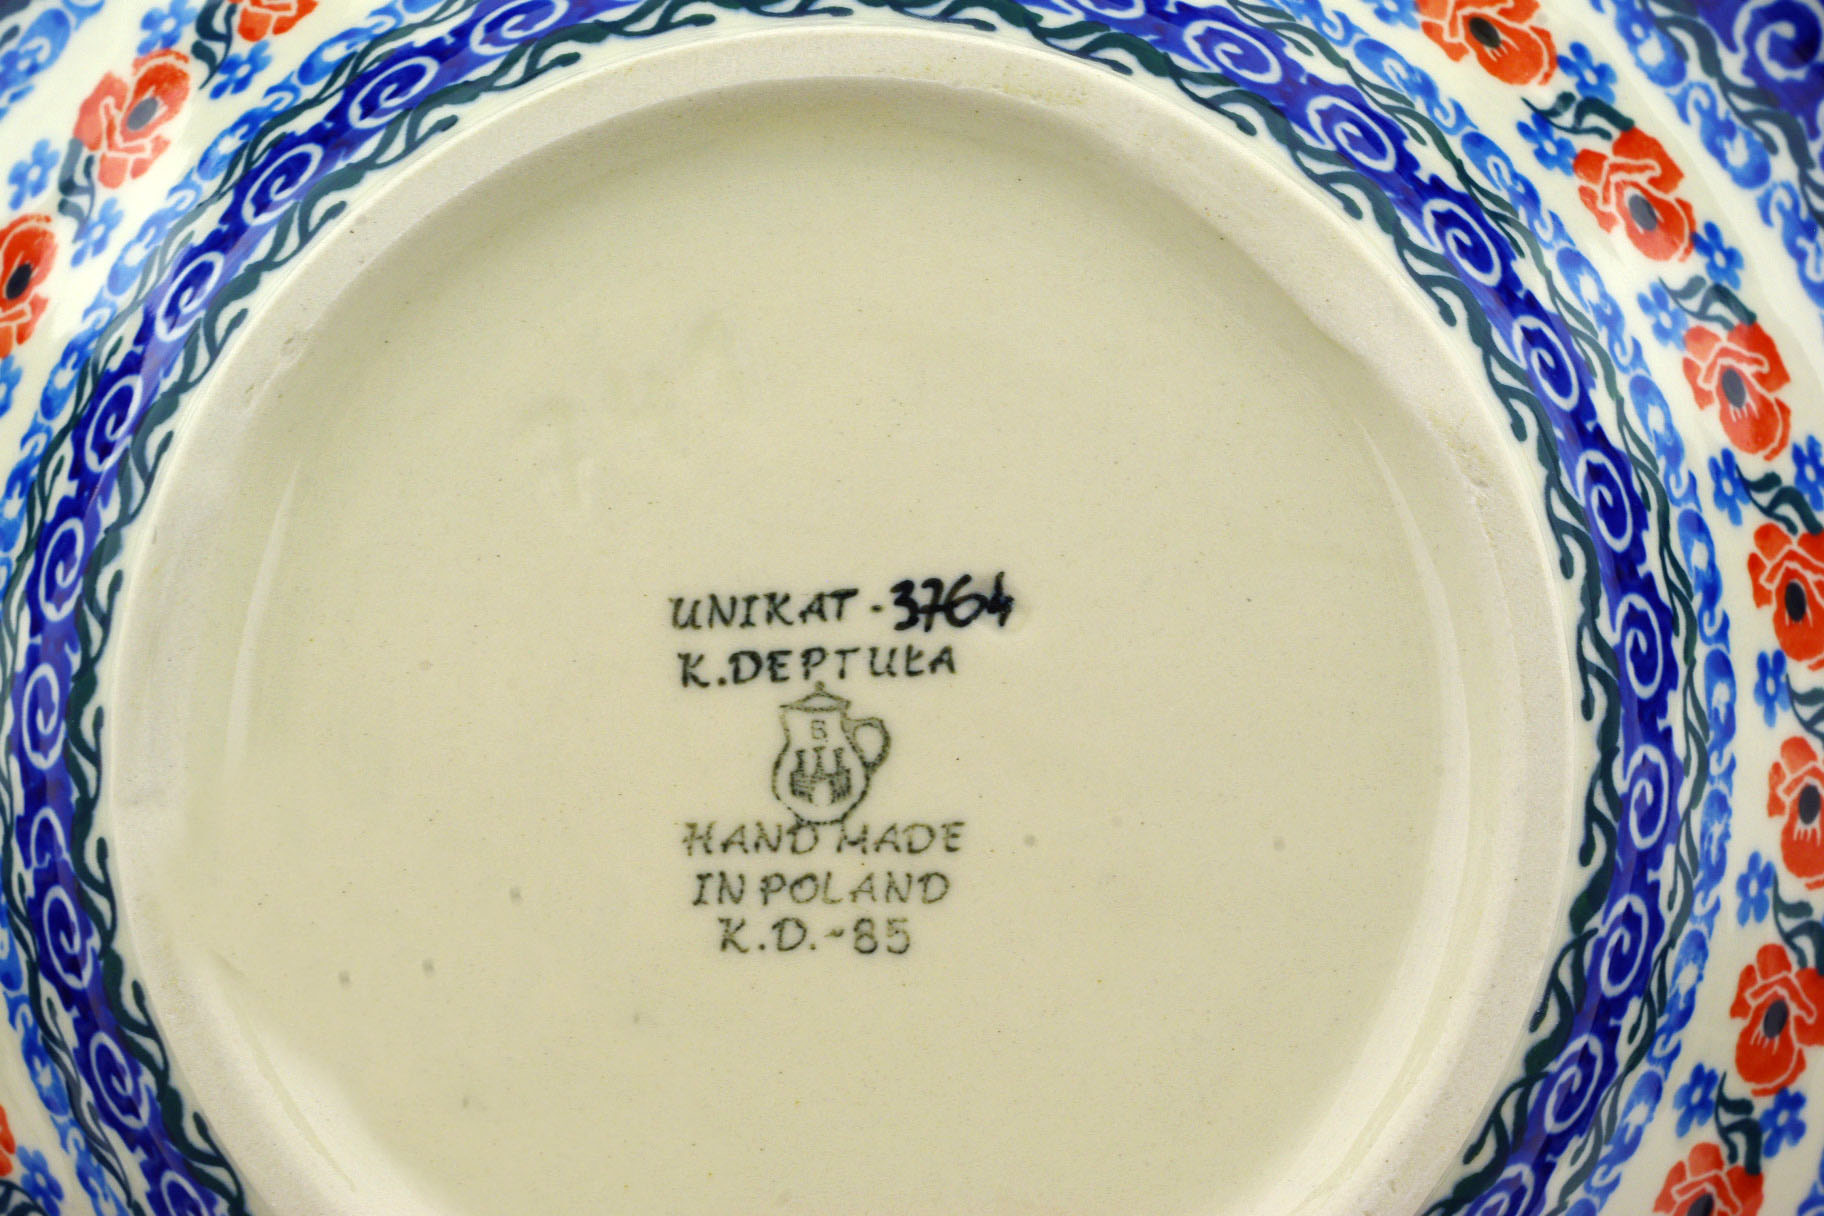 UNIKAT - 3764
K. DEPTUŁA
B
HAND MADE
IN POLAND
K.D. - 85